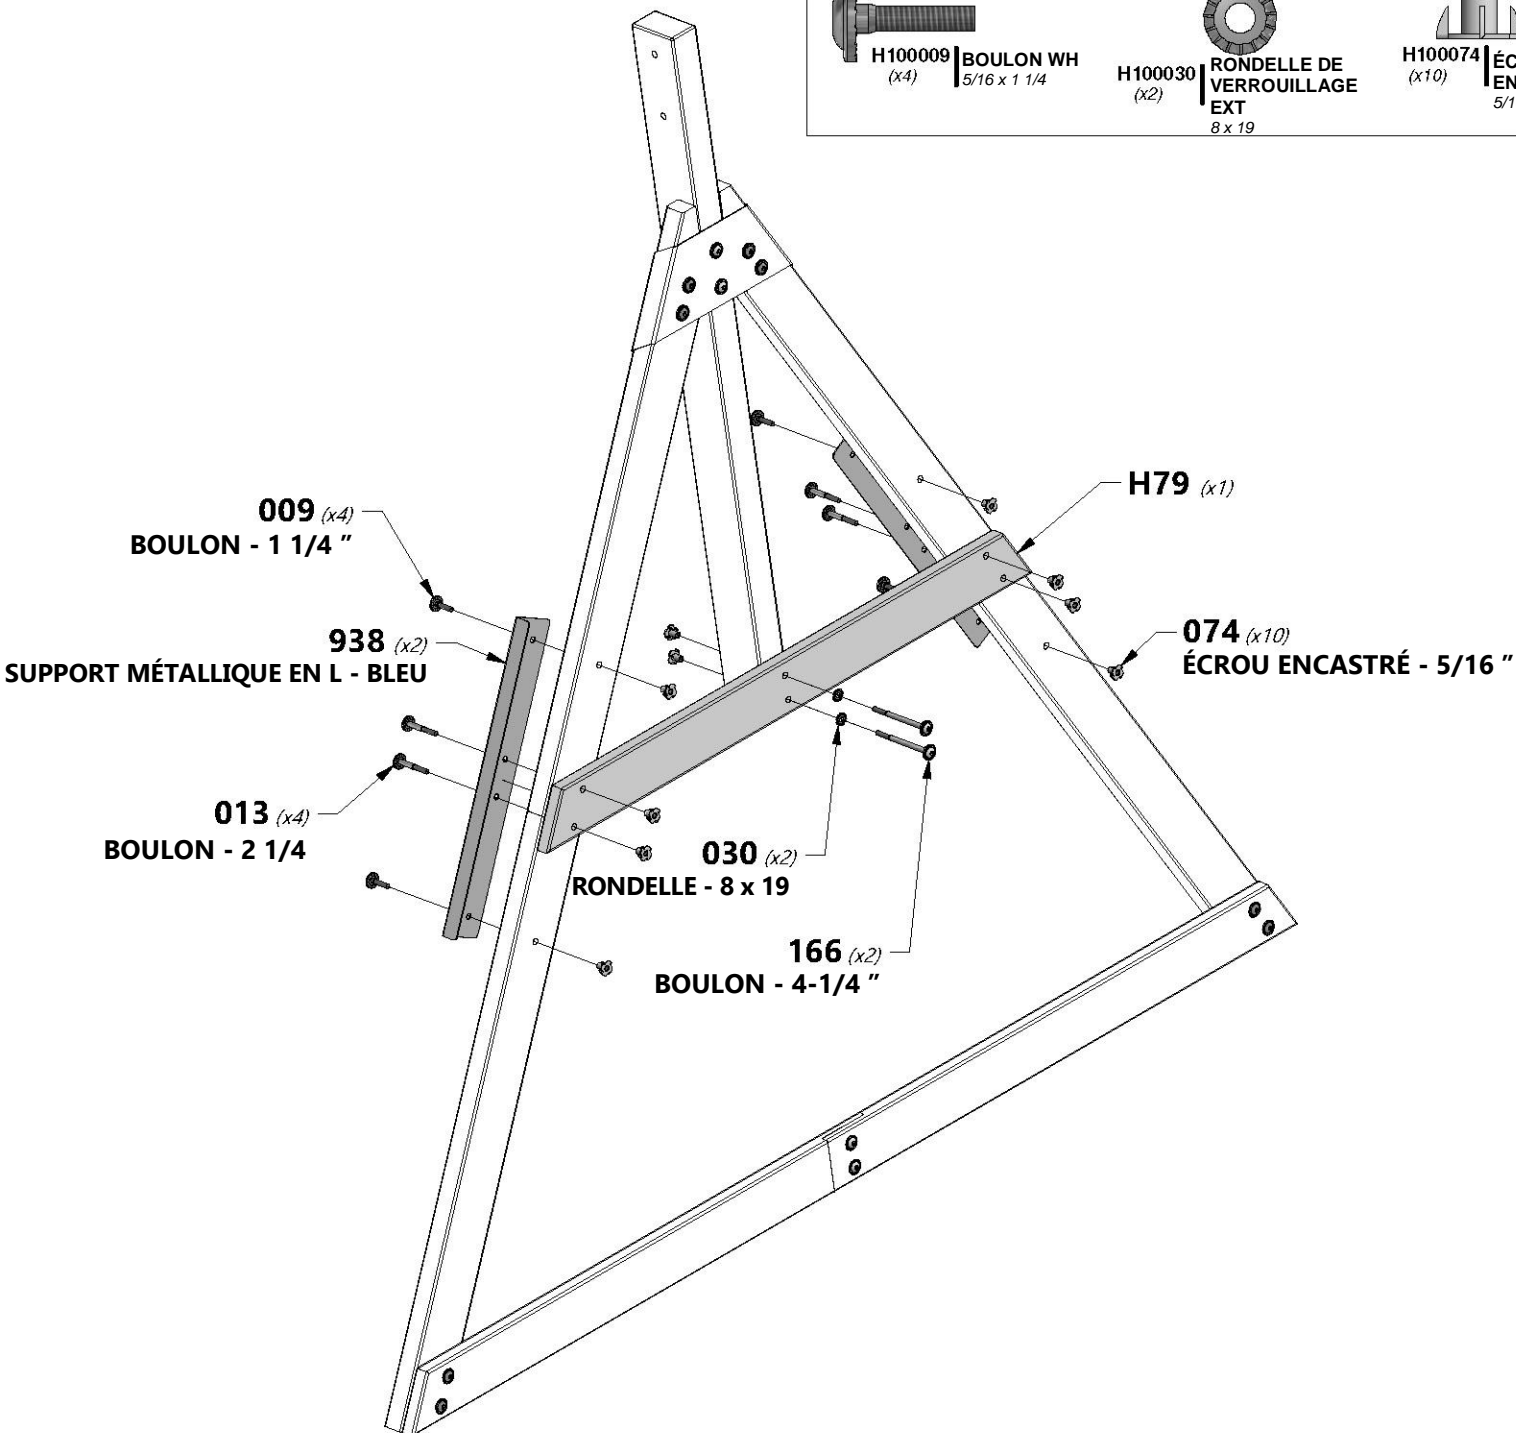 H100009 BOULON WH
(x4) 5/16 x 1 1/4
H100030 RONDELLE DE
(x2) VERROUILLAGE
EXT
8 x 19
H100074
(x10)
H79 (x1)
009 (x4)
BOULON - 1 1/4 "
938 (x2)
SUPPORT MÉTALLIQUE EN L - BLEU
074 (x10)
ÉCROU ENCASTRÉ - 5/16 "
013 (x4)
BOULON - 2 1/4
030 (x2)
RONDELLE - 8 x 19
166 (x2)
BOULON - 4-1/4 "